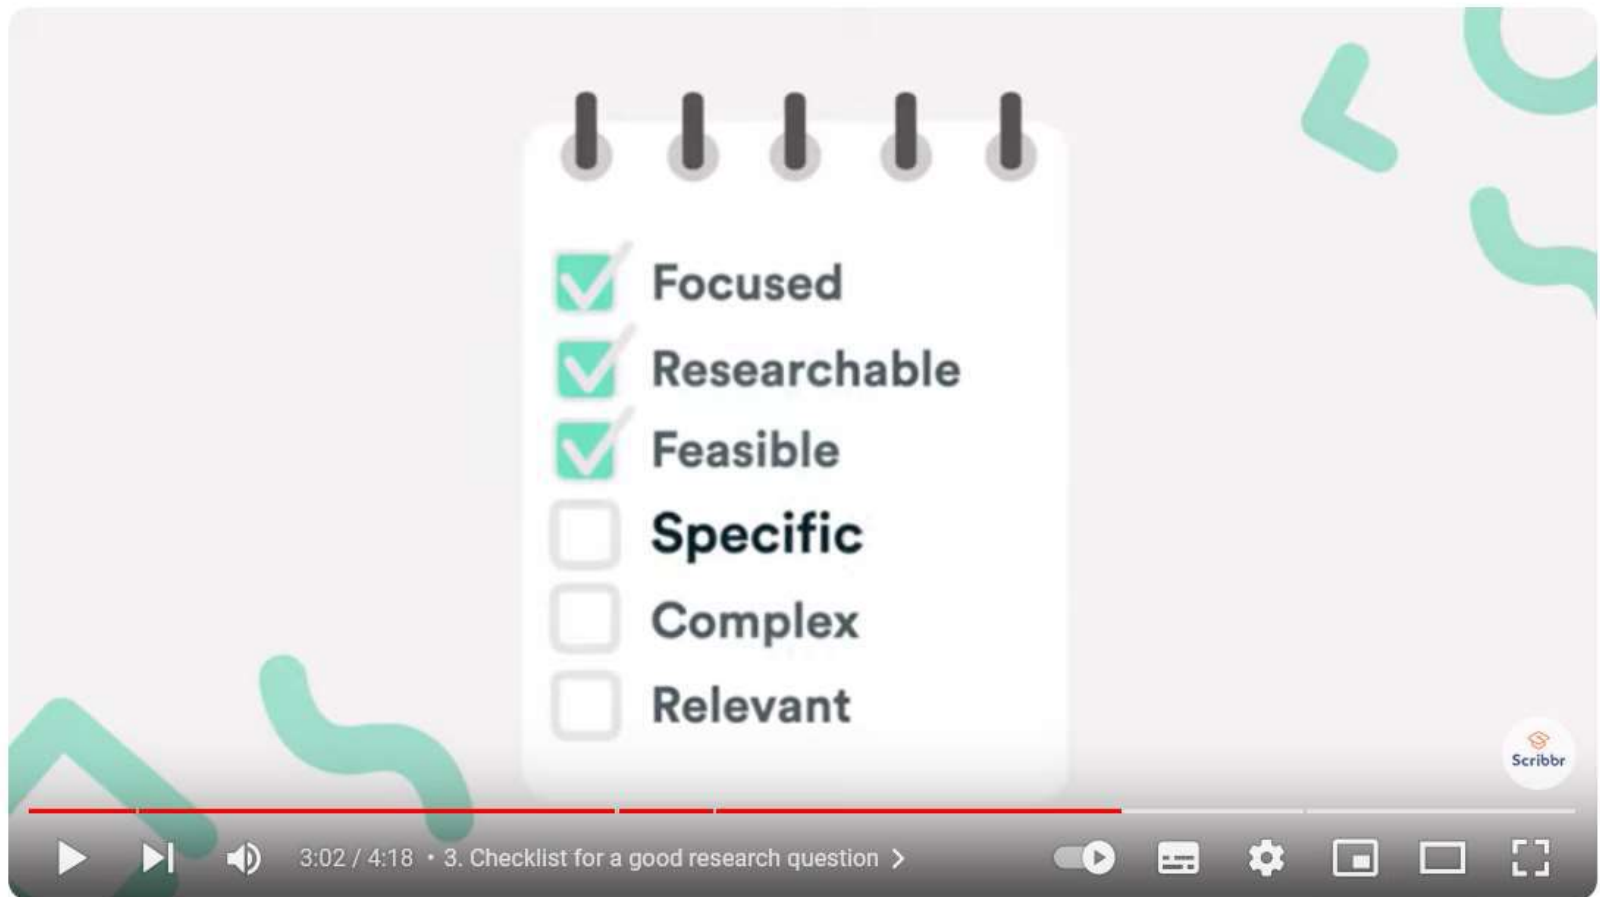 Focused
Researchable
Feasible
Specific
Complex
Relevant
Scribbr
3:02 / 4:18 • 3. Checklist for a good research question